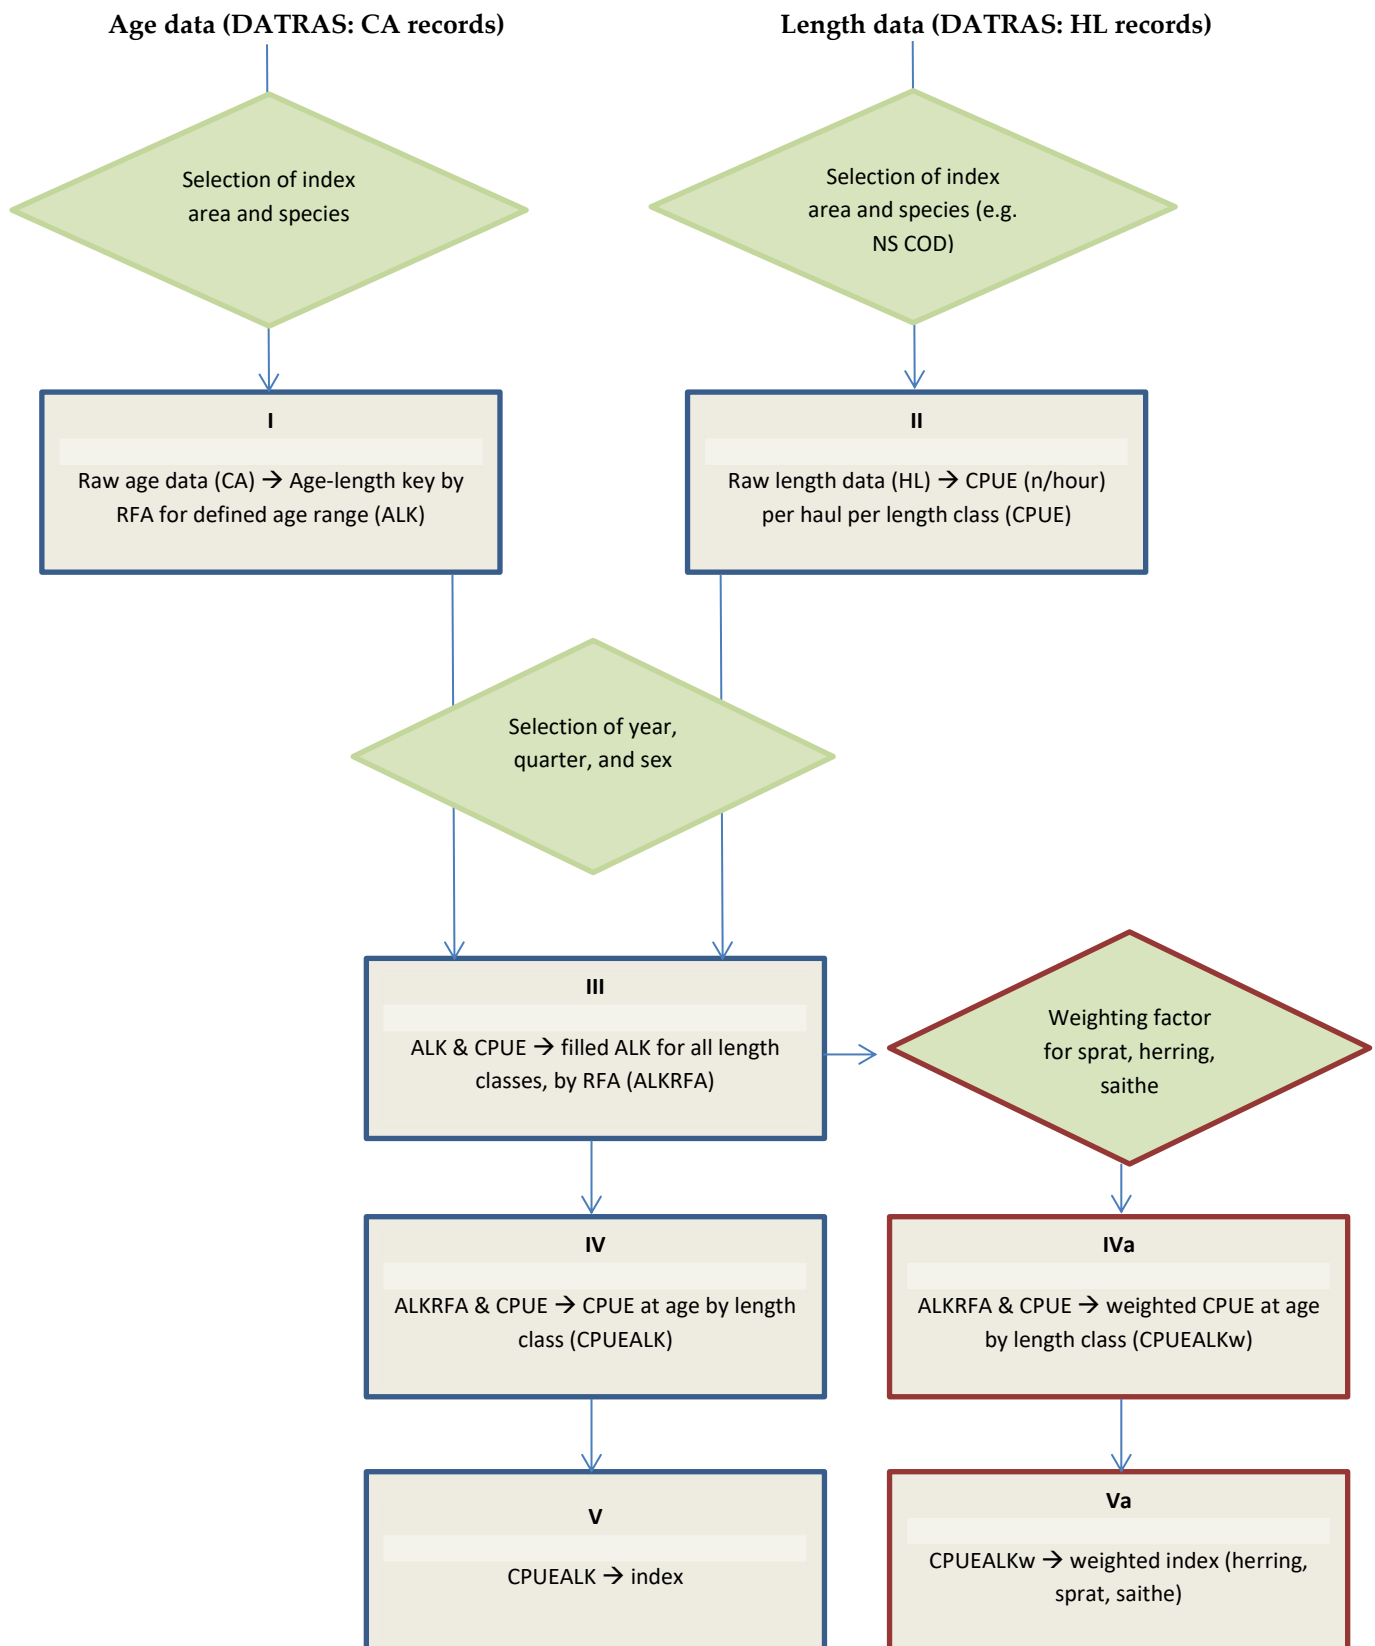 Age data (DATRAS: CA records)
Length data (DATRAS: HL records)
Selection of index
area and species
Selection of index
area and species (e.g.
NS COD)
I
Raw age data (CA) → Age-length key by
RFA for defined age range (ALK)
II
Raw length data (HL) → CPUE (n/hour)
per haul per length class (CPUE)
Selection of year,
quarter, and sex
III
ALK & CPUE → filled ALK for all length
classes, by RFA (ALKRFA)
Weighting factor
for sprat, herring,
saithe
IV
ALKRFA & CPUE → CPUE at age by length
class (CPUEALK)
IVa
ALKRFA & CPUE → weighted CPUE at age
by length class (CPUEALKw)
V
CPUEALK → index
Va
CPUEALKw → weighted index (herring,
sprat, saithe)